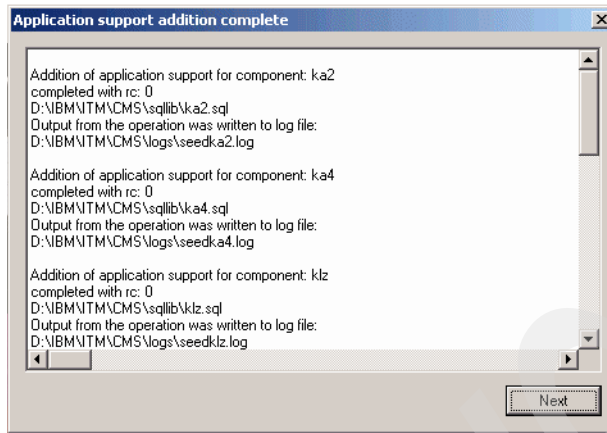 Application support addition complete
Addition of application support for component: ka2
completed with rc: 0
D:\IBM\ITM\CMS\sqllib\ka2.sql
Output from the operation was written to log file:
D:\IBM\ITM\CMS\logs\seedka2.log
Addition of application support for component: ka4
completed with rc: 0
D:\IBM\ITM\CMS\sqllib\ka4.sql
Output from the operation was written to log file:
D:\IBM\ITM\CMS\logs\seedka4.log
Addition of application support for component: klz
completed with rc: 0
D:\IBM\ITM\CMS\sqllib\klz.sql
Output from the operation was written to log file:
D:\IBM\ITM\CMS\logs\seedklz.log
Next